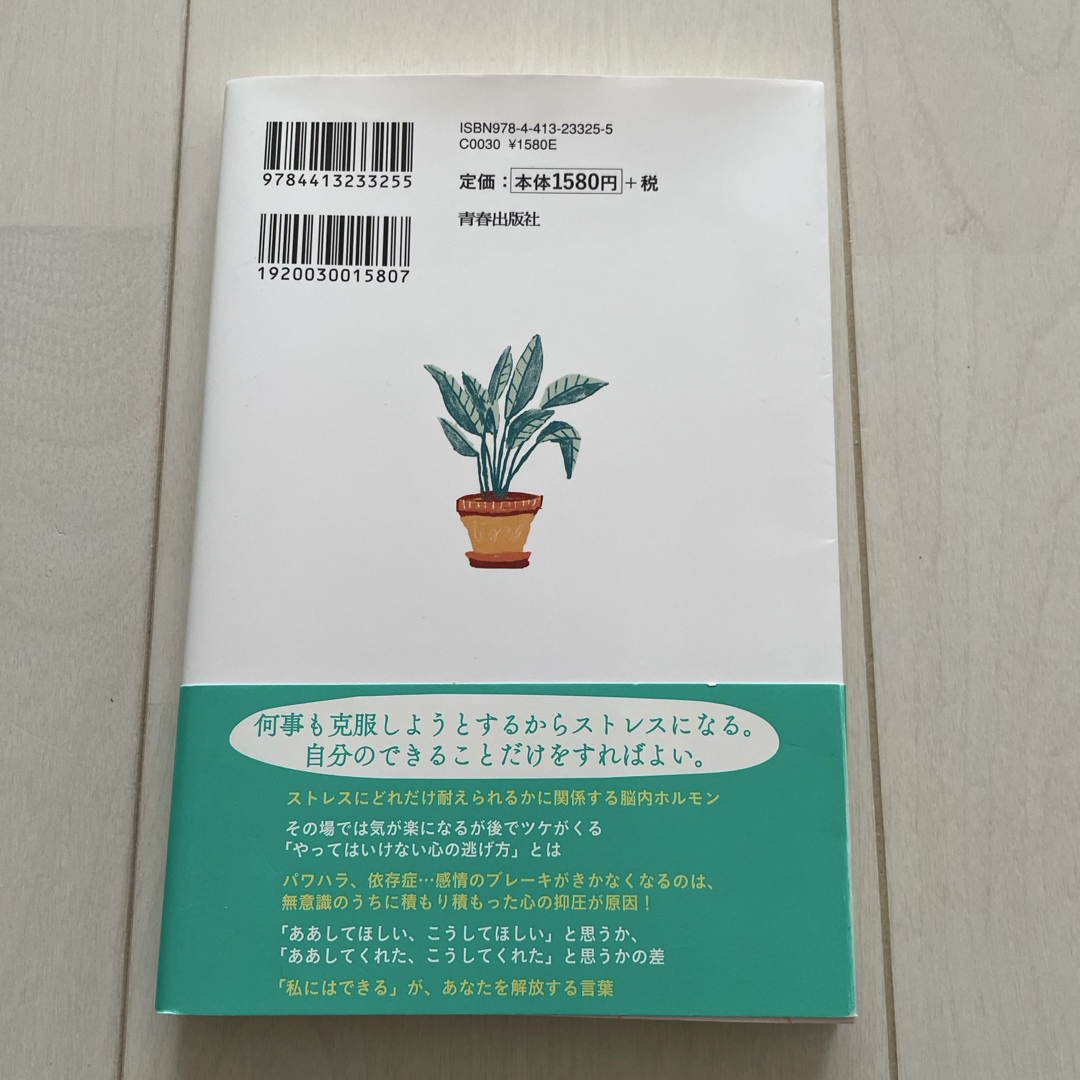 9784413233255
1920030015807
ISBN978-4-413-23325-5
C0030 ¥1580E
定価：本体1580円＋税
青春出版社
何事も克服しようとするからストレスになる。
自分のできることだけをすればよい。
ストレスにどれだけ耐えられるかに関係する脳内ホルモン
その場では気が楽になるが後でツケがくる
「やってはいけない心の逃げ方」とは
パワハラ、依存症…感情のブレーキがきかなくなるのは、
無意識のうちに積もり積もった心の抑圧が原因！
「ああしてほしい、こうしてほしい」と思うか、
「ああしてくれた、こうしてくれた」と思うかの差
「私にはできる」が、あなたを解放する言葉